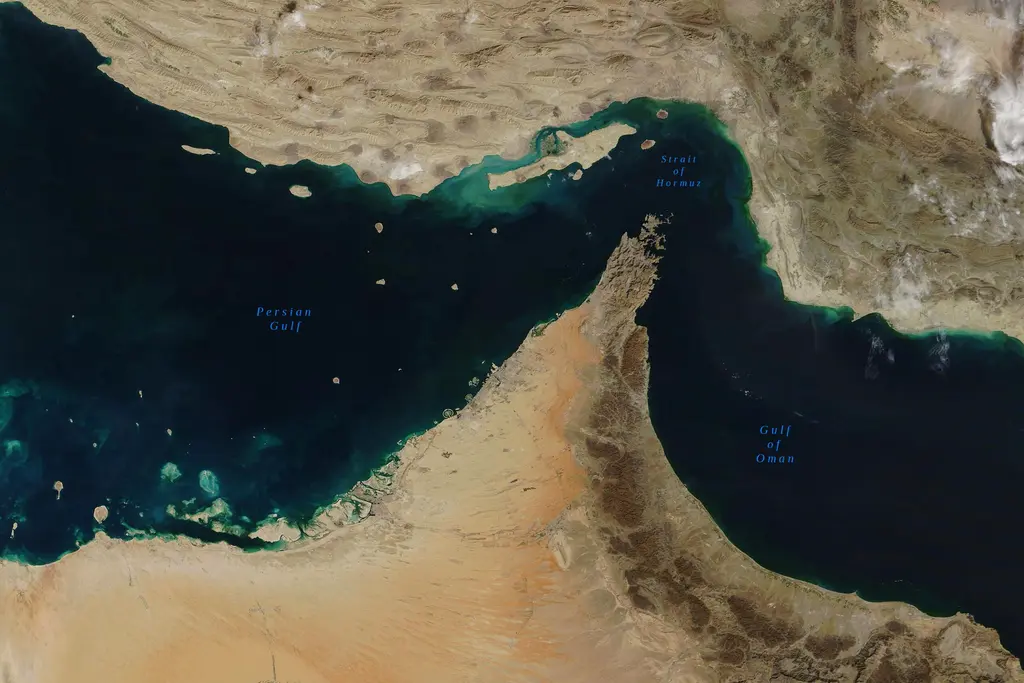 Strait
of
Hormuz
Persian
Gulf
Gulf
of
Oman